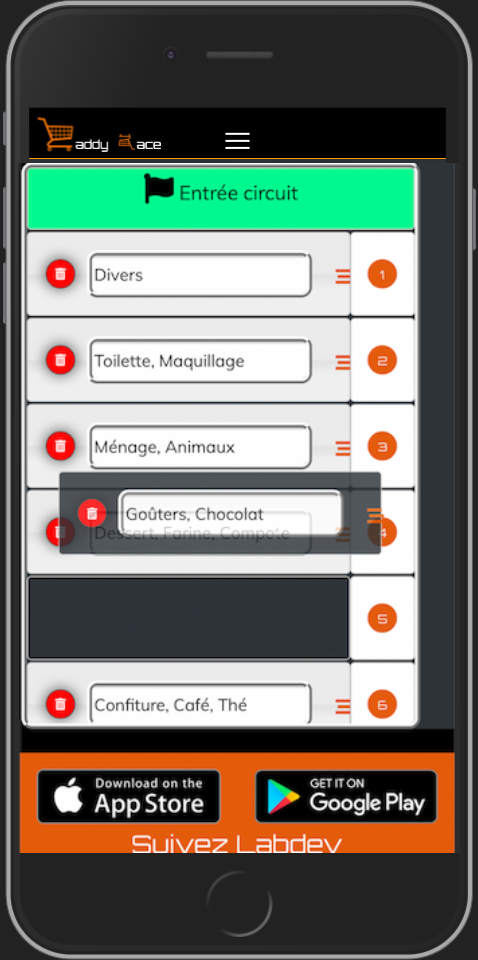 addy ace
Entrée circuit
Divers
1
Toilette, Maquillage
2
Ménage, Animaux
3
Goûters, Chocolat
Dessert, Farine, Compote
4
5
Confiture, Café, Thé
6
Download on the
App Store
GET IT ON
Google Play
Suivez Labdev